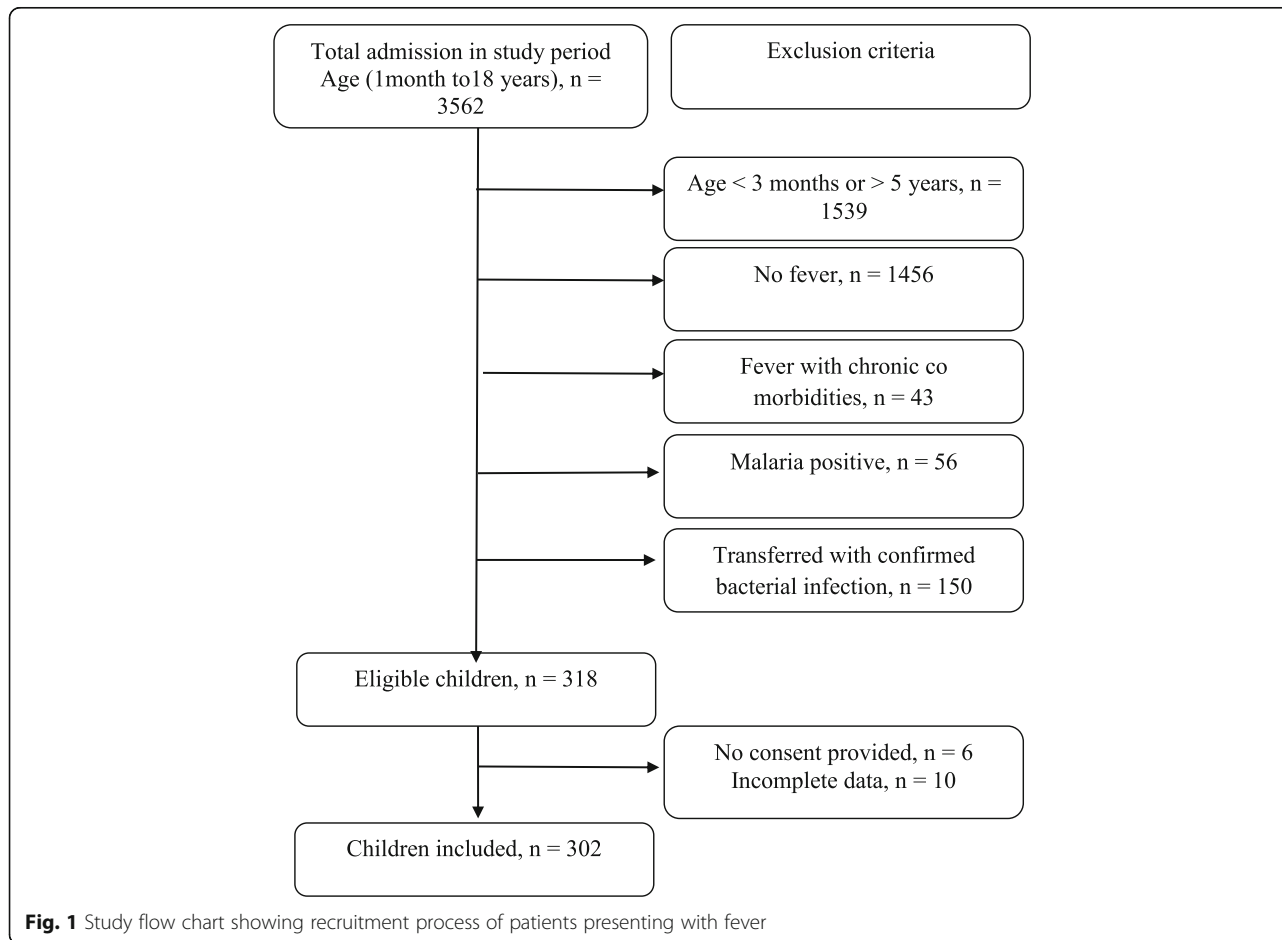 Total admission in study period
Age (1month to18 years), n =
3562
Exclusion criteria
Age < 3 months or > 5 years, n =
1539
No fever, n = 1456
Fever with chronic co
morbidities, n = 43
Malaria positive, n = 56
Transferred with confirmed
bacterial infection, n = 150
Eligible children, n = 318
No consent provided, n = 6
Incomplete data, n = 10
Children included, n = 302
Fig. 1 Study flow chart showing recruitment process of patients presenting with fever